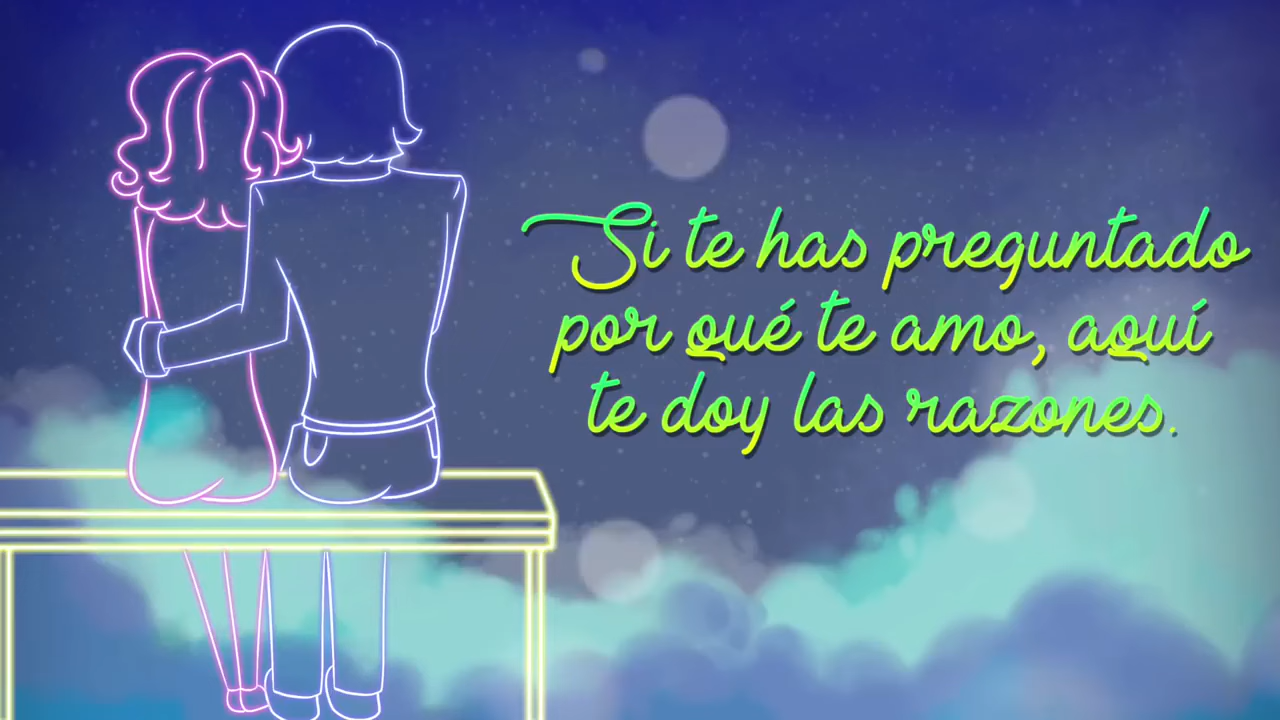 Si te has preguntado
por qué te amo, aquí
te doy las razones.